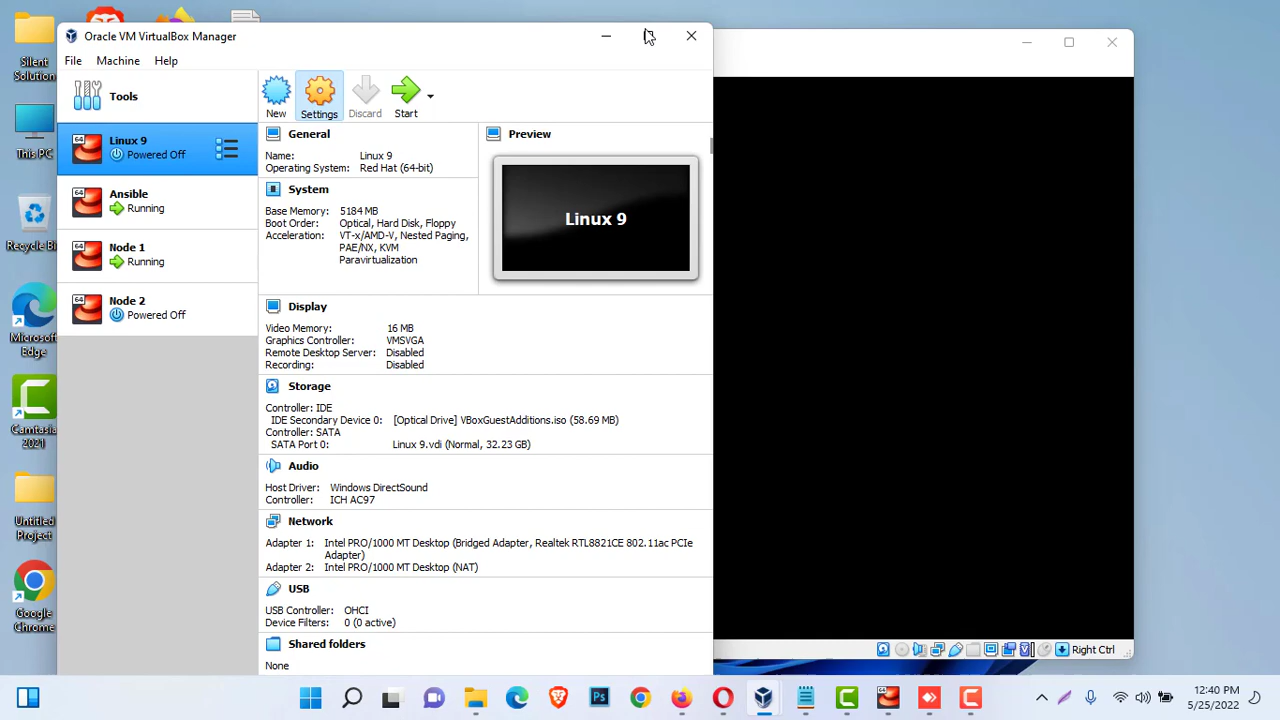 Silent
Solution...
This PC
Recycle Bin
Microsoft
Edge
Camtasia
2021
Untitled
Project
Google
Chrome
Oracle VM VirtualBox Manager
File Machine Help
Tools
64
Linux 9
Powered Off
64
Ansible
Running
64
Node 1
Running
64
Node 2
Powered Off
New Settings Discard Start
General
Name: Linux 9
Operating System: Red Hat (64-bit)
System
Base Memory: 5184 MB
Boot Order: Optical, Hard Disk, Floppy
Acceleration: VT-x/AMD-V, Nested Paging,
PAE/NX, KVM
Paravirtualization
Preview
Linux 9
Display
Video Memory: 16 MB
Graphics Controller: VMSVGA
Remote Desktop Server: Disabled
Recording: Disabled
Storage
Controller: IDE
IDE Secondary Device 0: [Optical Drive] VBoxGuestAdditions.iso (58.69 MB)
Controller: SATA
SATA Port 0: Linux 9.vdi (Normal, 32.23 GB)
Audio
Host Driver: Windows DirectSound
Controller: ICH AC97
Network
Adapter 1: Intel PRO/1000 MT Desktop (Bridged Adapter, Realtek RTL8821CE 802.11ac PCIe
Adapter)
Adapter 2: Intel PRO/1000 MT Desktop (NAT)
USB
USB Controller: OHCI
Device Filters: 0 (0 active)
Shared folders
None
Right Ctrl
Ps
64
12:40 PM
5/25/2022